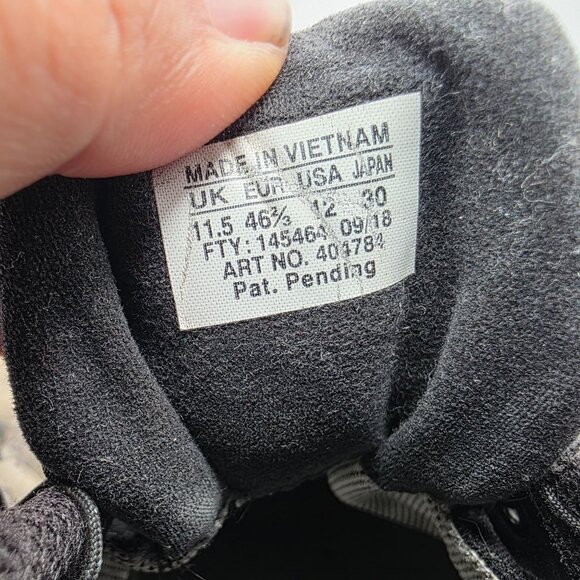 MADE IN VIETNAM
UK EUR USA JAPAN
11.5 46⅔ 12 30
FTY: 145464 09/18
ART NO. 404784
Pat. Pending